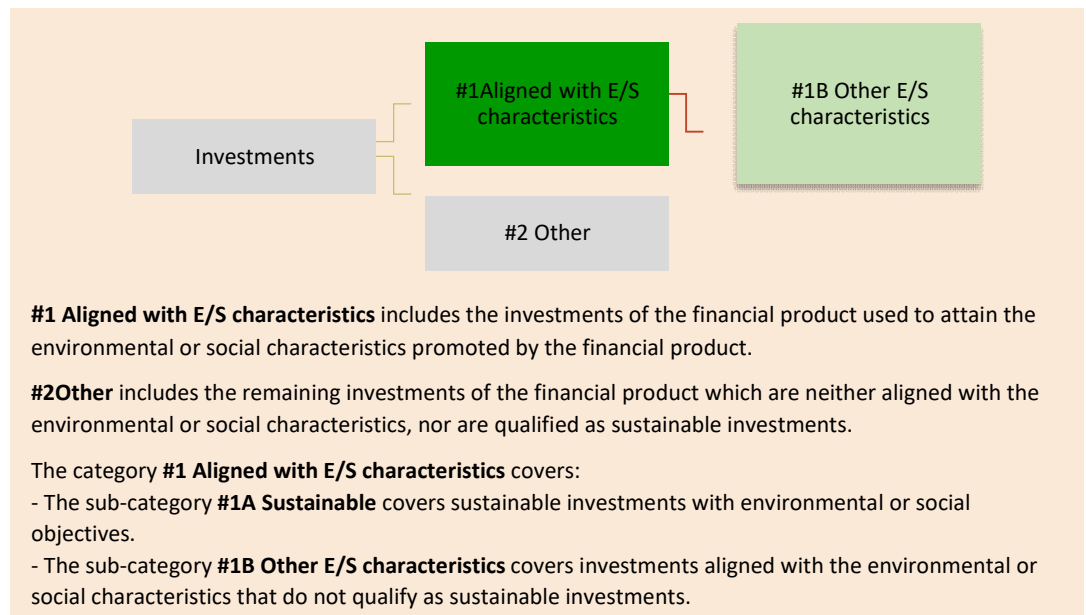 #1Aligned with E/S
characteristics
#1B Other E/S
characteristics
Investments
#2 Other
#1 Aligned with E/S characteristics includes the investments of the financial product used to attain the
environmental or social characteristics promoted by the financial product.
#2Other includes the remaining investments of the financial product which are neither aligned with the
environmental or social characteristics, nor are qualified as sustainable investments.
The category #1 Aligned with E/S characteristics covers:
- The sub-category #1A Sustainable covers sustainable investments with environmental or social
objectives.
- The sub-category #1B Other E/S characteristics covers investments aligned with the environmental or
social characteristics that do not qualify as sustainable investments.